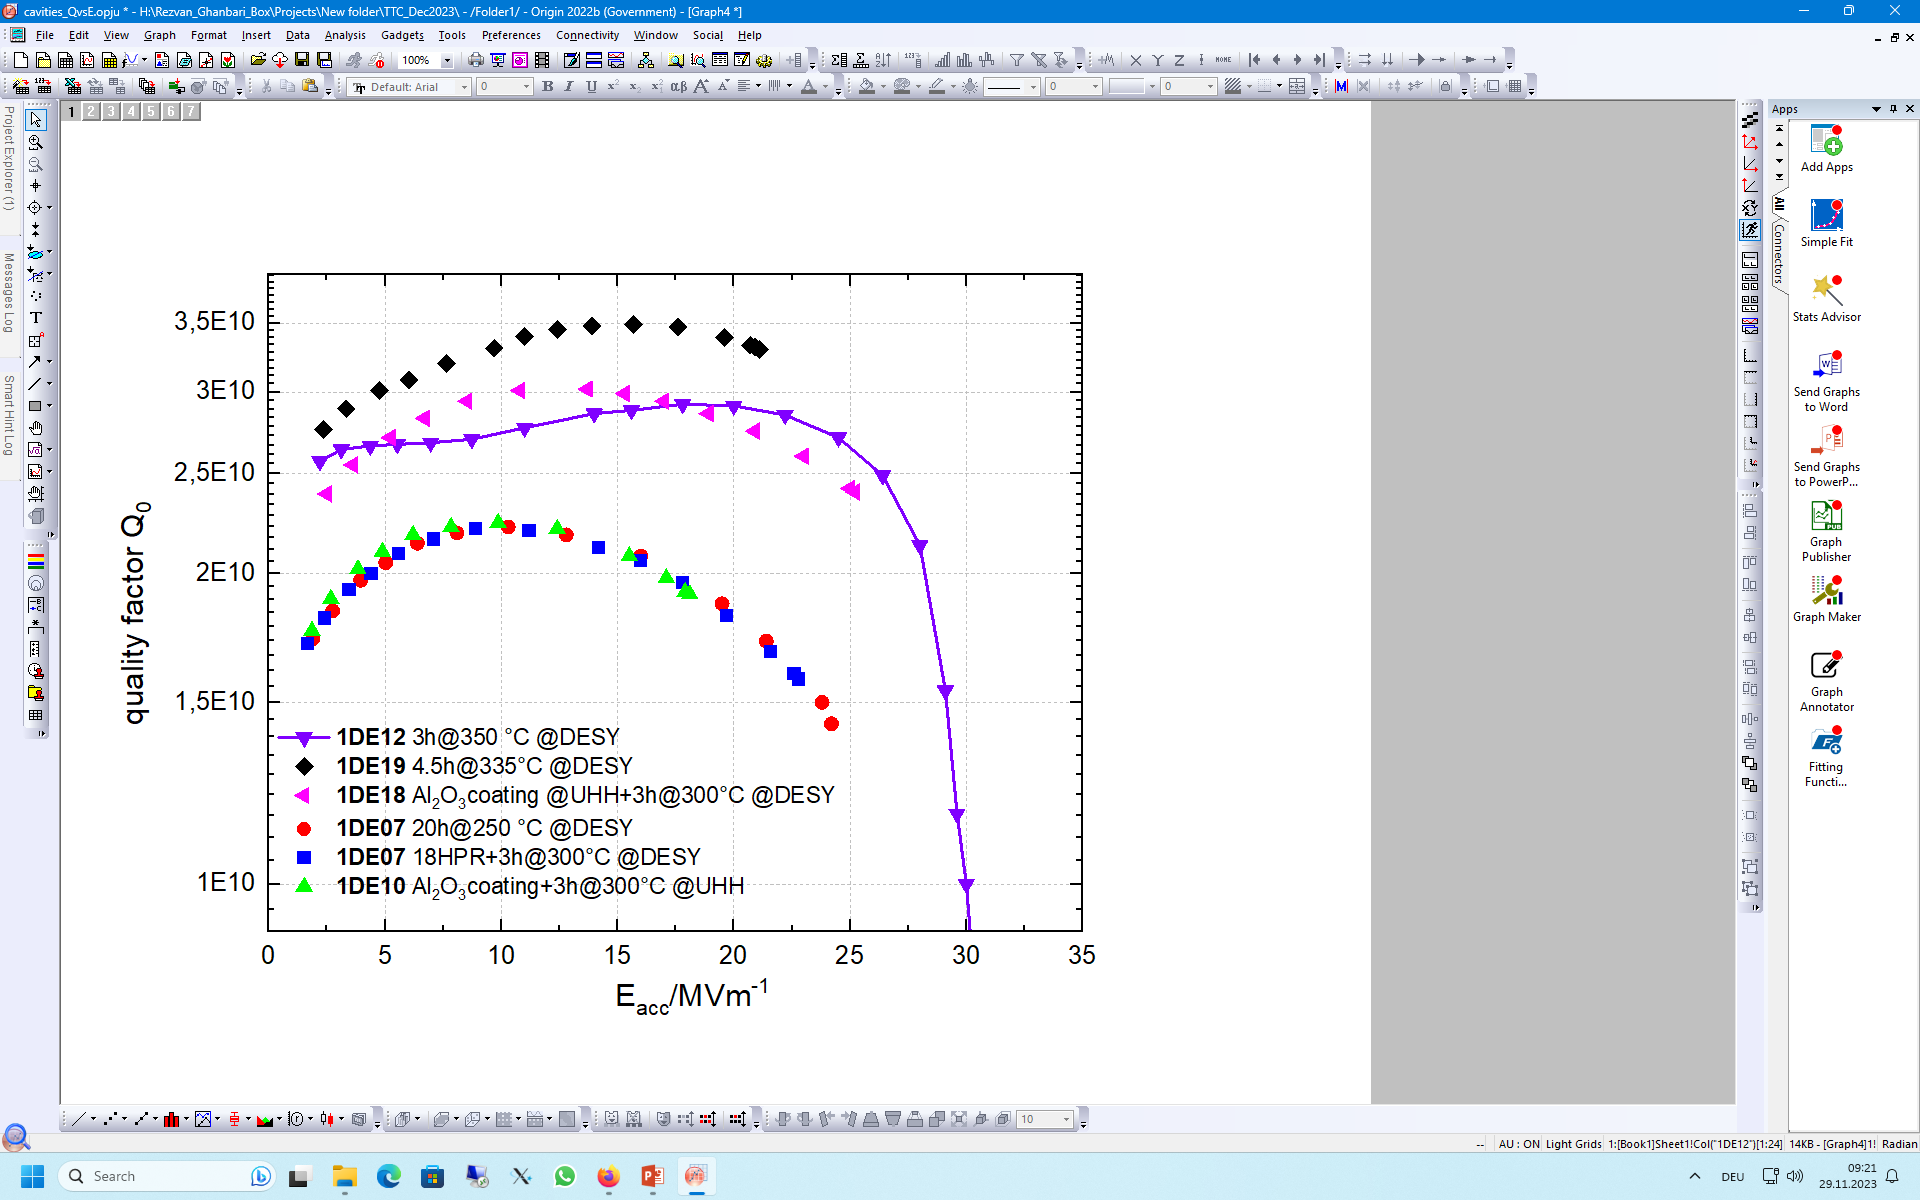 cavities_QvsE.opju * - H:\Rezvan_Ghanbari_Box\Projects\New folder\TTC_Dec2023\ - /Folder1/ - Origin 2022b (Government) - [Graph4 *]
File Edit View Graph Format Insert Data Analysis Gadgets Tools Preferences Connectivity Window Social Help
100%
Default: Arial 0 B I U αβ A A 0 0 M
1 2 3 4 5 6 7
Project Explorer (1)
Messages Log
Smart Hint Log
3,5E10
3E10
2,5E10
2E10
1,5E10
1E10
quality factor Q0
1DE12 3h@350 °C @DESY
1DE19 4.5h@335°C @DESY
1DE18 Al2O3coating @UHH+3h@300°C @DESY
1DE07 20h@250 °C @DESY
1DE07 18HPR+3h@300°C @DESY
1DE10 Al2O3coating+3h@300°C @UHH
0 5 10 15 20 25 30 35
Eacc/MVm-1
Apps
All
Connectors
Add Apps
Simple Fit
Stats Advisor
Send Graphs
to Word
Send Graphs
to PowerP...
Graph
Publisher
Graph Maker
Graph
Annotator
Fitting
Functi...
10
-- AU : ON Light Grids 1:[Book1]Sheet1!Col("1DE12")[1:24] 14KB - [Graph4]1! Radian
Search
DEU
09:21
29.11.2023